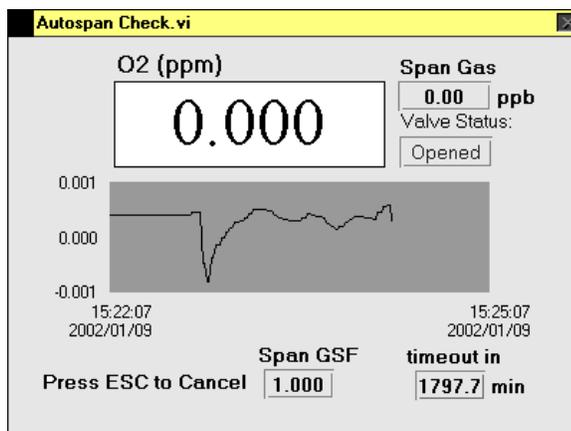 Autospan Check.vi
O2 (ppm)
0.000
Span Gas
0.00 ppb
Valve Status:
Opened
0.001
0.000
-0.001
15:22:07
2002/01/09
15:25:07
2002/01/09
Press ESC to Cancel
Span GSF
1.000
timeout in
1797.7 min